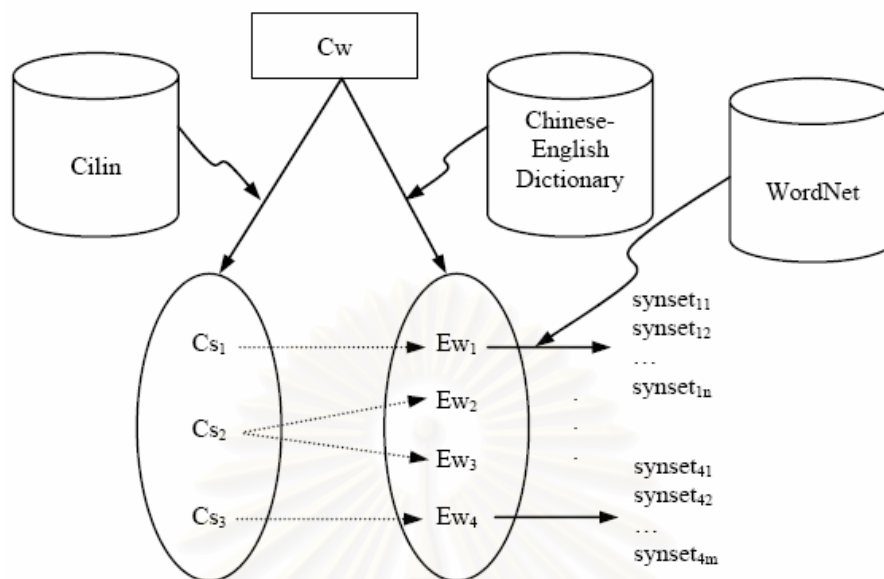 Cw
Cilin
Chinese-
English
Dictionary
WordNet
Cs₁
Cs₂
Cs₃
Ew₁
Ew₂
Ew₃
Ew₄
synset₁₁
synset₁₂
…
synset₁ₙ
synset₄₁
synset₄₂
…
synset₄ₘ